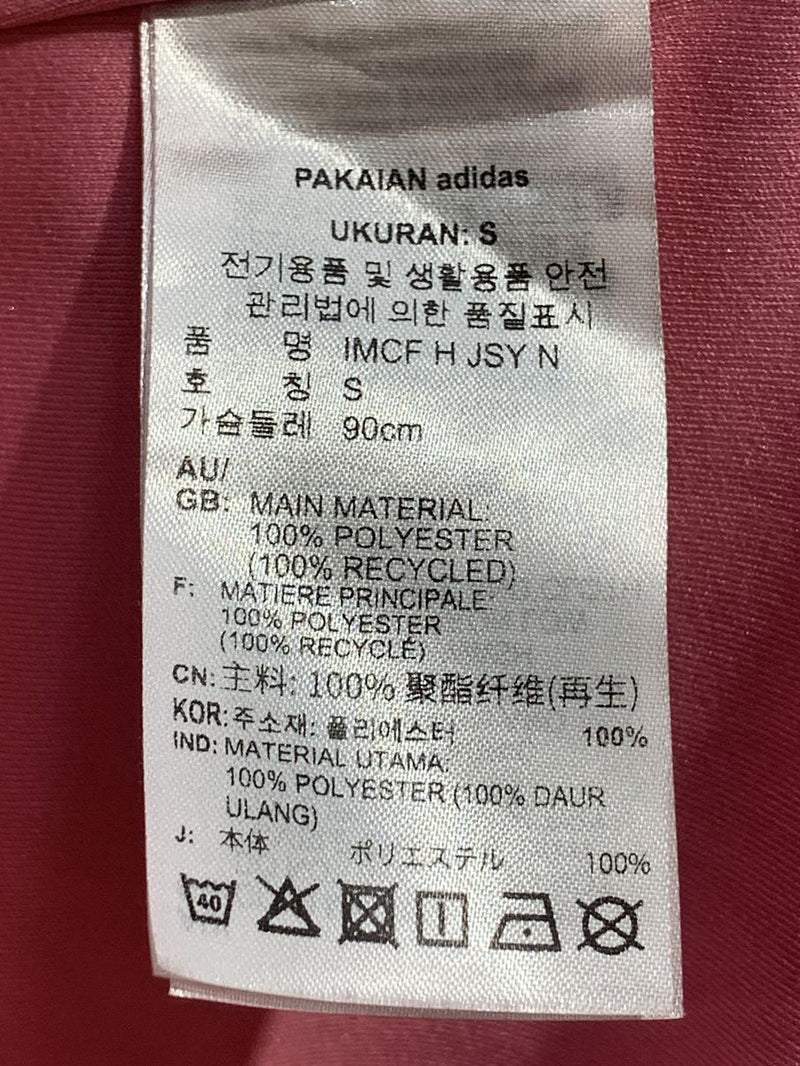 PAKAIAN adidas
UKURAN: S
전기용품 및 생활용품 안전
관리법에 의한 품질표시
품 명 IMCF H JSY N
호 칭 S
가슴둘레 90cm
AU/
GB: MAIN MATERIAL:
100% POLYESTER
(100% RECYCLED)
F: MATIERE PRINCIPALE:
100% POLYESTER
(100% RECYCLÉ)
CN: 主料: 100% 聚酯纤维(再生)
KOR: 주소재: 폴리에스터 100%
IND: MATERIAL UTAMA:
100% POLYESTER (100% DAUR
ULANG)
J: 本体 ポリエステル 100%
40